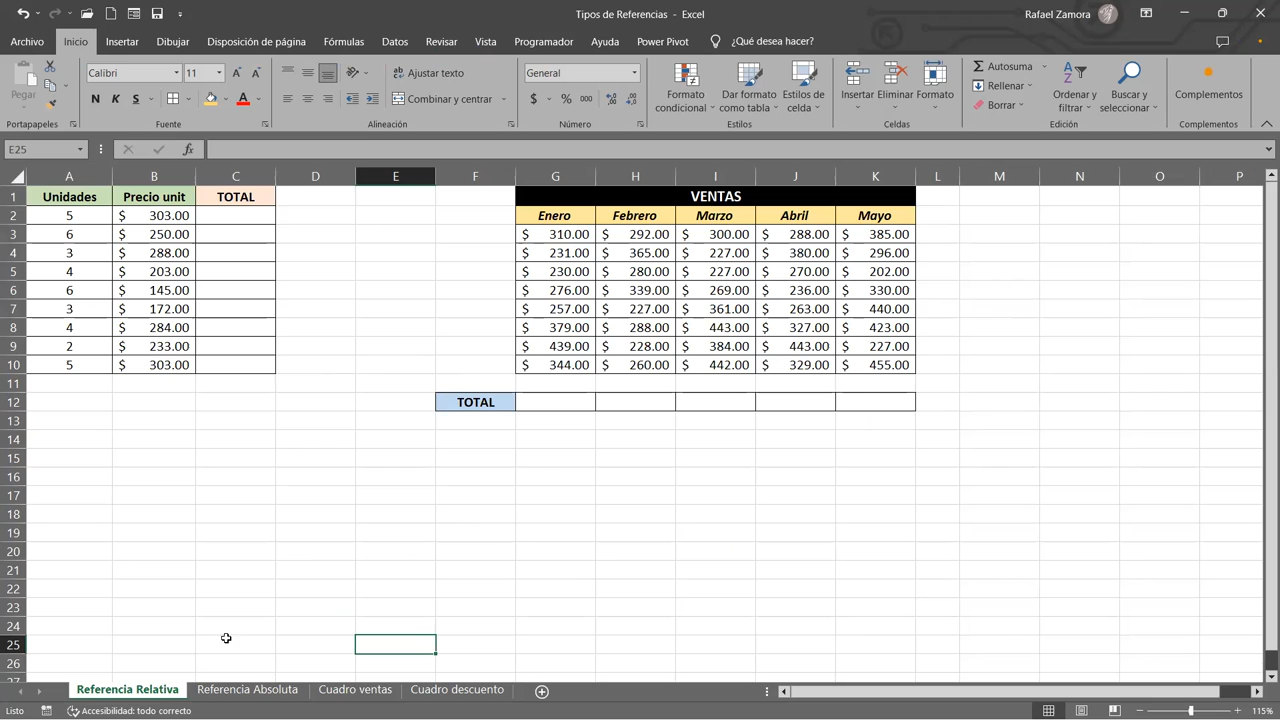 Tipos de Referencias - Excel
Rafael Zamora
Archivo Inicio Insertar Dibujar Disposición de página Fórmulas Datos Revisar Vista Programador Ayuda Power Pivot ¿Qué desea hacer?
Pegar
Calibri 11
N K S
Ajustar texto
Combinar y centrar
General
$ % 000
Formato condicional
Dar formato como tabla
Estilos de celda
Insertar Eliminar Formato
Autosuma
Rellenar
Borrar
Ordenar y filtrar
Buscar y seleccionar
Complementos
Portapapeles Fuente Alineación Número Estilos Celdas Edición Complementos
E25 fx
A B C D E F G H I J K L M N O P
1 Unidades Precio unit TOTAL VENTAS
2 5 $ 303.00 Enero Febrero Marzo Abril Mayo
3 6 $ 250.00 $ 310.00 $ 292.00 $ 300.00 $ 288.00 $ 385.00
4 3 $ 288.00 $ 231.00 $ 365.00 $ 227.00 $ 380.00 $ 296.00
5 4 $ 203.00 $ 230.00 $ 280.00 $ 227.00 $ 270.00 $ 202.00
6 6 $ 145.00 $ 276.00 $ 339.00 $ 269.00 $ 236.00 $ 330.00
7 3 $ 172.00 $ 257.00 $ 227.00 $ 361.00 $ 263.00 $ 440.00
8 4 $ 284.00 $ 379.00 $ 288.00 $ 443.00 $ 327.00 $ 423.00
9 2 $ 233.00 $ 439.00 $ 228.00 $ 384.00 $ 443.00 $ 227.00
10 5 $ 303.00 $ 344.00 $ 260.00 $ 442.00 $ 329.00 $ 455.00
11
12 TOTAL
13
14
15
16
17
18
19
20
21
22
23
24
25
26
27
Referencia Relativa Referencia Absoluta Cuadro ventas Cuadro descuento
Listo Accesibilidad: todo correcto 115%